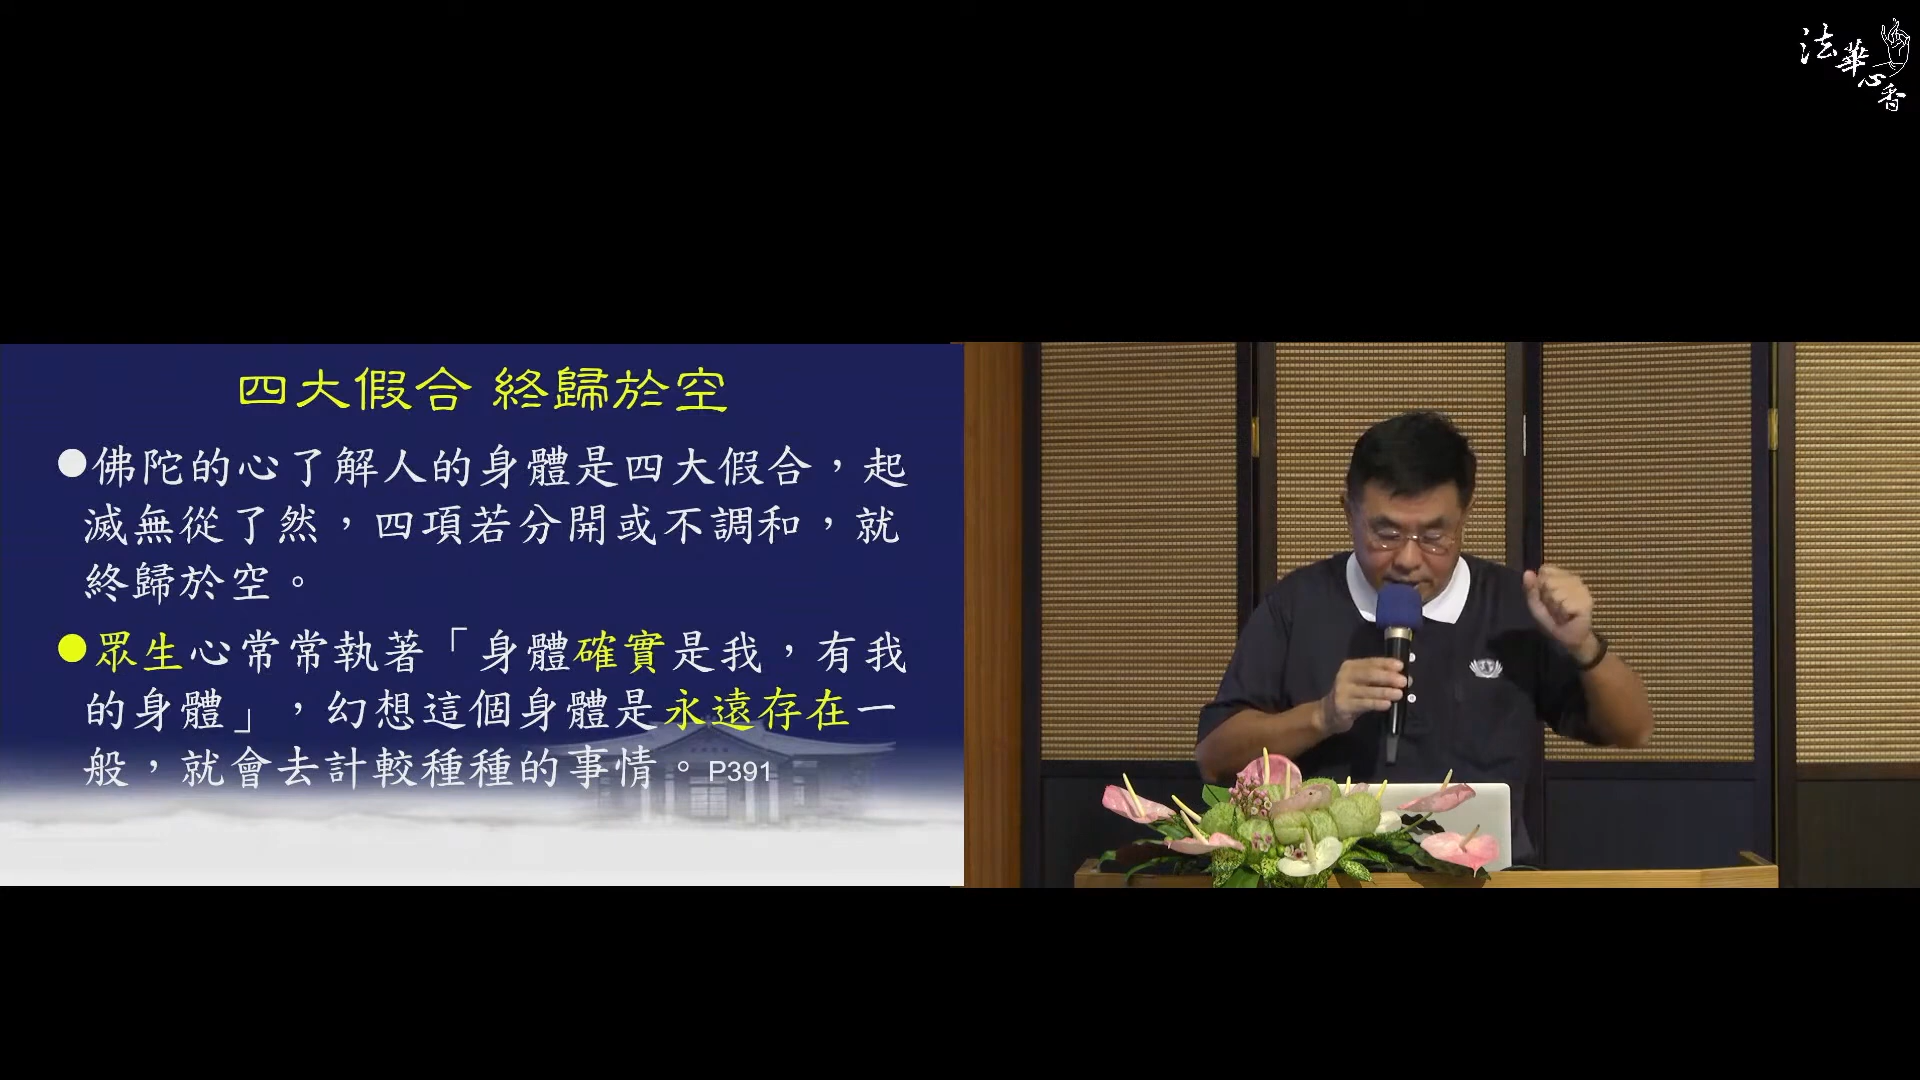 法華心香
四大假合 終歸於空
●佛陀的心了解人的身體是四大假合，起
滅無從了然，四項若分開或不調和，就
終歸於空。
●眾生心常常執著「身體確實是我，有我
的身體」，幻想這個身體是永遠存在一
般，就會去計較種種的事情。P391